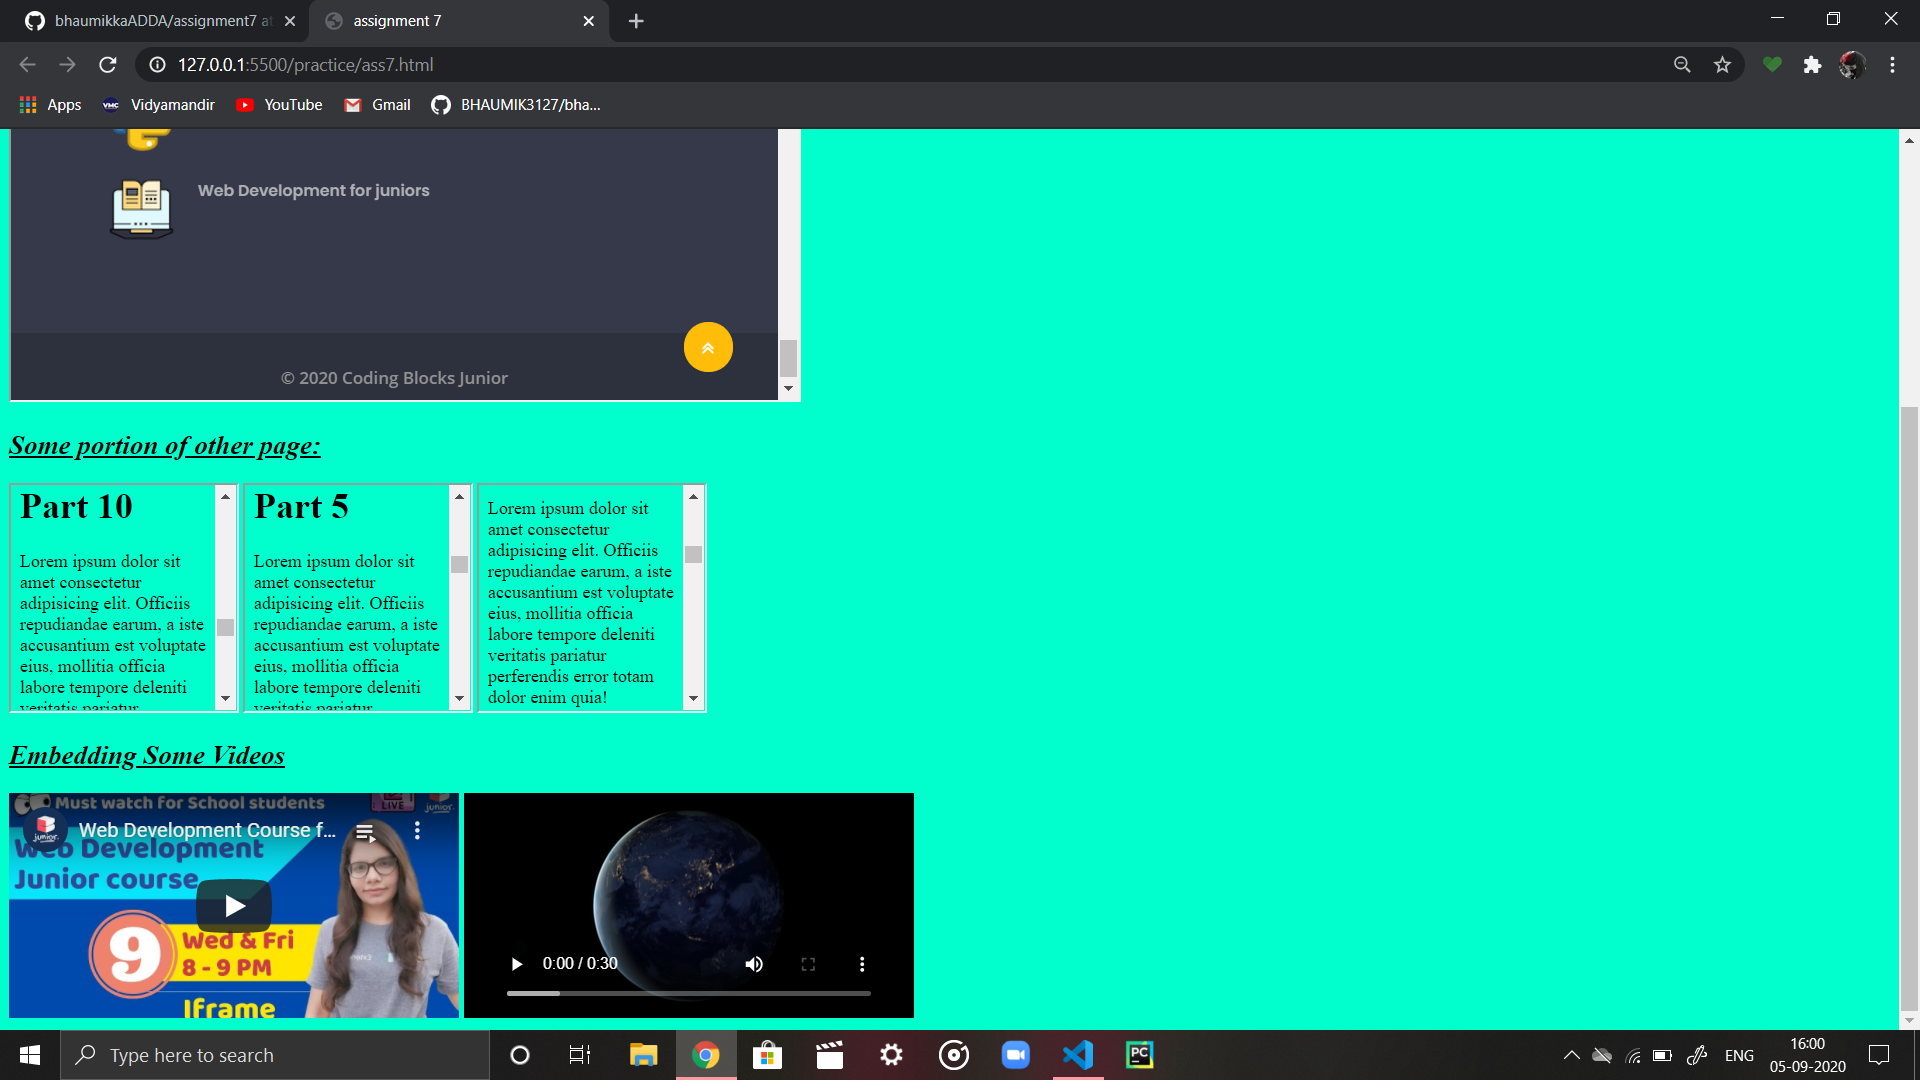 bhaumikkaADDA/assignment7 at
assignment 7
127.0.0.1:5500/practice/ass7.html
Apps
VMC
Vidyamandir
YouTube
Gmail
BHAUMIK3127/bha...
Web Development for juniors
© 2020 Coding Blocks Junior
Some portion of other page:
Part 10
Lorem ipsum dolor sit
amet consectetur
adipisicing elit. Officiis
repudiandae earum, a iste
accusantium est voluptate
eius, mollitia officia
labore tempore deleniti
veritatis pariatur
Part 5
Lorem ipsum dolor sit
amet consectetur
adipisicing elit. Officiis
repudiandae earum, a iste
accusantium est voluptate
eius, mollitia officia
labore tempore deleniti
veritatis pariatur
Lorem ipsum dolor sit
amet consectetur
adipisicing elit. Officiis
repudiandae earum, a iste
accusantium est voluptate
eius, mollitia officia
labore tempore deleniti
veritatis pariatur
perferendis error totam
dolor enim quia!
Embedding Some Videos
Must watch for School students
LIVE
junior.
junior.
Web Development Course f...
Web Development
Junior course
9
Wed & Fri
8 - 9 PM
Iframe
0:00 / 0:30
Type here to search
PC
ENG
16:00
05-09-2020